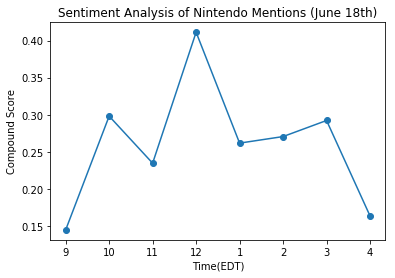 Sentiment Analysis of Nintendo Mentions (June 18th)
Compound Score
0.40
0.35
0.30
0.25
0.20
0.15
9 10 11 12 1 2 3 4
Time(EDT)